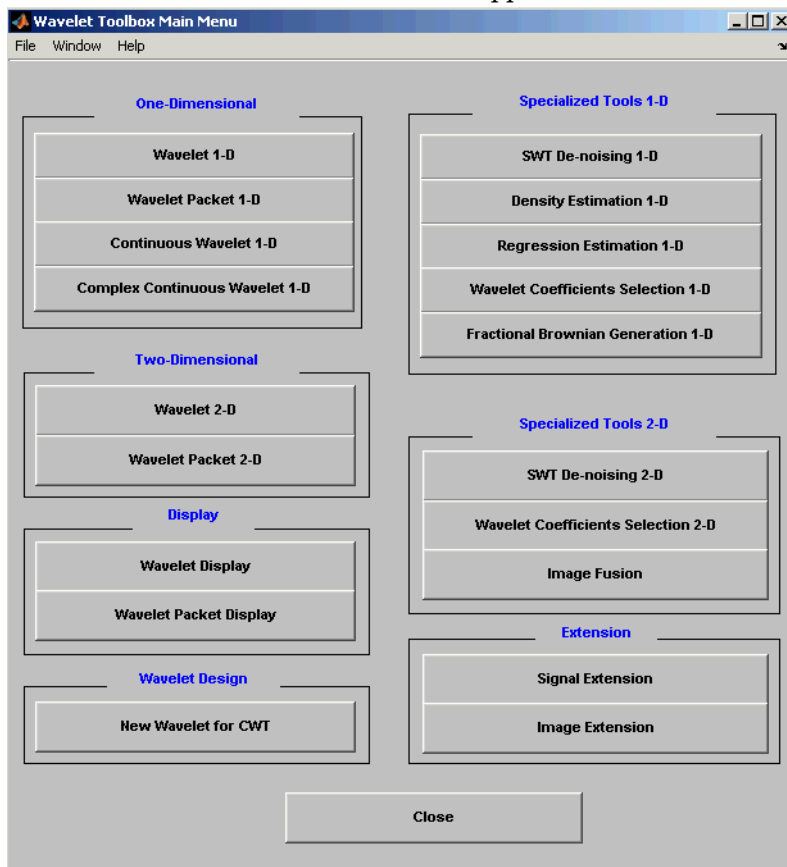 Wavelet Toolbox Main Menu
File Window Help
One-Dimensional
Wavelet 1-D
Wavelet Packet 1-D
Continuous Wavelet 1-D
Complex Continuous Wavelet 1-D
Two-Dimensional
Wavelet 2-D
Wavelet Packet 2-D
Display
Wavelet Display
Wavelet Packet Display
Wavelet Design
New Wavelet for CWT
Specialized Tools 1-D
SWT De-noising 1-D
Density Estimation 1-D
Regression Estimation 1-D
Wavelet Coefficients Selection 1-D
Fractional Brownian Generation 1-D
Specialized Tools 2-D
SWT De-noising 2-D
Wavelet Coefficients Selection 2-D
Image Fusion
Extension
Signal Extension
Image Extension
Close